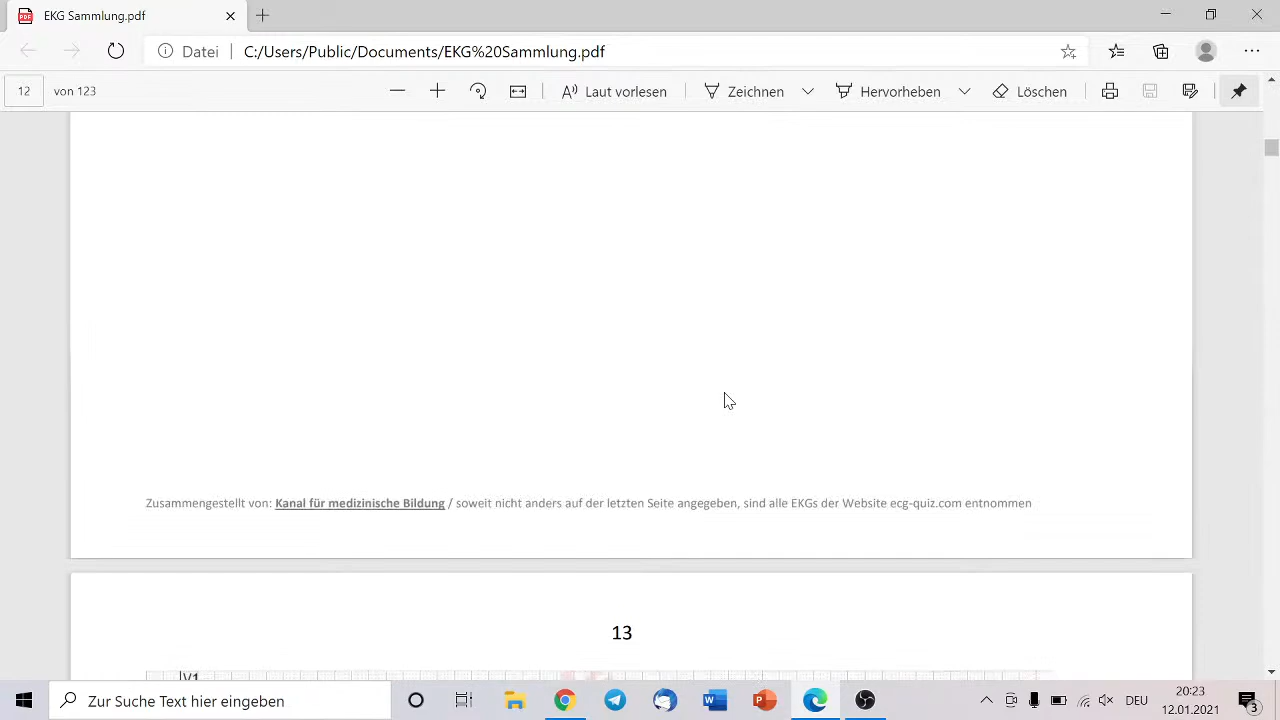 EKG Sammlung.pdf
Datei C:/Users/Public/Documents/EKG%20Sammlung.pdf
12 von 123 Laut vorlesen Zeichnen Hervorheben Löschen
Zusammengestellt von: Kanal für medizinische Bildung / soweit nicht anders auf der letzten Seite angegeben, sind alle EKGs der Website ecg-quiz.com entnommen
13
V1
Zur Suche Text hier eingeben DEU 20:23
12.01.2021 3